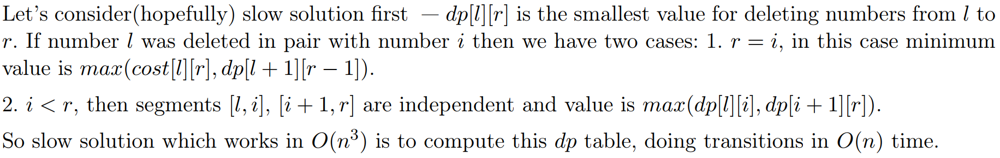 Let's consider(hopefully) slow solution first – dp[l][r] is the smallest value for deleting numbers from l to
r. If number l was deleted in pair with number i then we have two cases: 1. r = i, in this case minimum
value is max(cost[l][r], dp[l + 1][r − 1]).
2. i < r, then segments [l, i], [i + 1, r] are independent and value is max(dp[l][i], dp[i + 1][r]).
So slow solution which works in O(n³) is to compute this dp table, doing transitions in O(n) time.